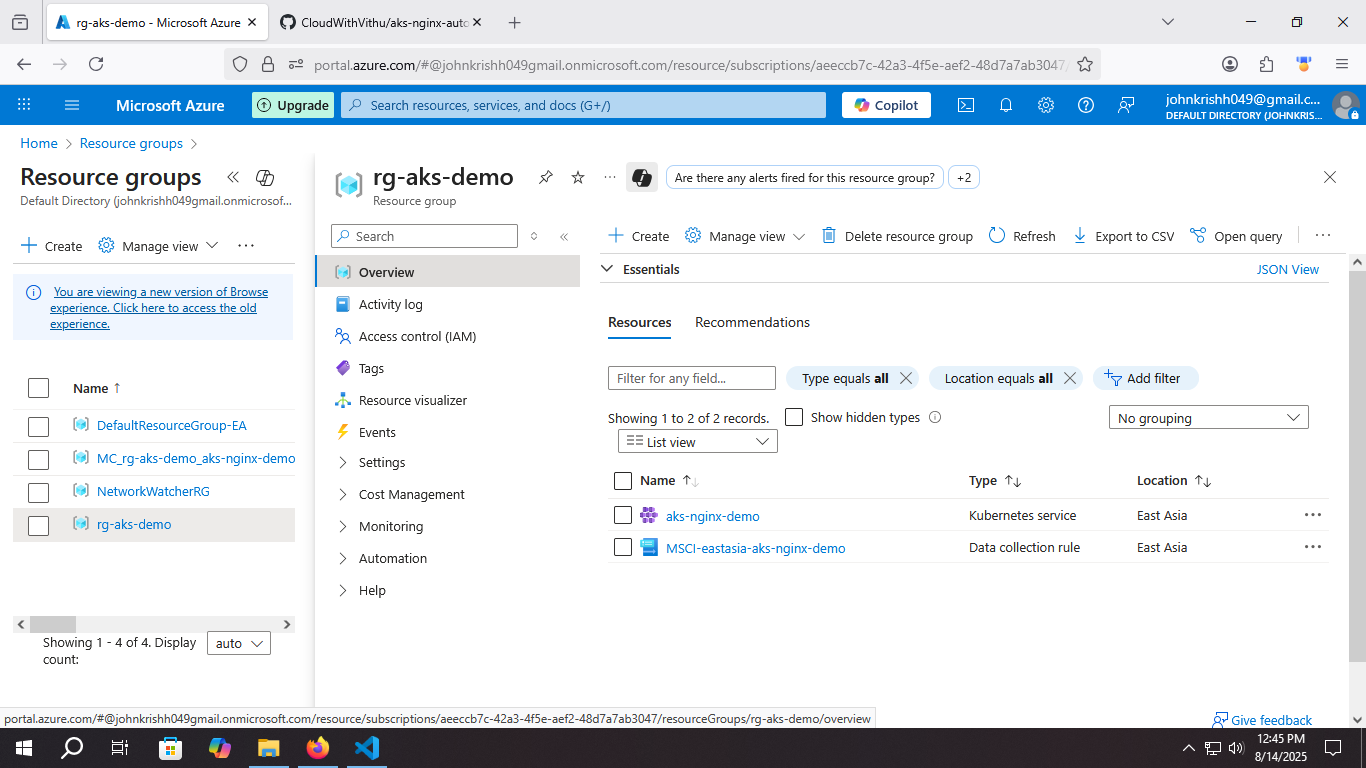 rg-aks-demo - Microsoft Azure
CloudWithVithu/aks-nginx-auto
portal.azure.com/#@johnkrishh049gmail.onmicrosoft.com/resource/subscriptions/aeeccb7c-42a3-4f5e-aef2-48d7a7ab3047/
Microsoft Azure
Upgrade
Search resources, services, and docs (G+/)
Copilot
johnkrishh049@gmail.c...
DEFAULT DIRECTORY (JOHNKRIS...
Home > Resource groups >
Resource groups
Default Directory (johnkrishh049gmail.onmicrosof...
Create
Manage view
You are viewing a new version of Browse
experience. Click here to access the old
experience.
Name ↑
DefaultResourceGroup-EA
MC_rg-aks-demo_aks-nginx-demo
NetworkWatcherRG
rg-aks-demo
Showing 1 - 4 of 4. Display
count:
auto
rg-aks-demo
Resource group
Are there any alerts fired for this resource group?
+2
Search
Overview
Activity log
Access control (IAM)
Tags
Resource visualizer
Events
Settings
Cost Management
Monitoring
Automation
Help
Create
Manage view
Delete resource group
Refresh
Export to CSV
Open query
Essentials
JSON View
Resources
Recommendations
Filter for any field...
Type equals all
Location equals all
Add filter
Showing 1 to 2 of 2 records.
Show hidden types
No grouping
List view
Name ↑↓ Type ↑↓ Location ↑↓
aks-nginx-demo Kubernetes service East Asia
MSCI-eastasia-aks-nginx-demo Data collection rule East Asia
Give feedback
portal.azure.com/#@johnkrishh049gmail.onmicrosoft.com/resource/subscriptions/aeeccb7c-42a3-4f5e-aef2-48d7a7ab3047/resourceGroups/rg-aks-demo/overview
12:45 PM
8/14/2025